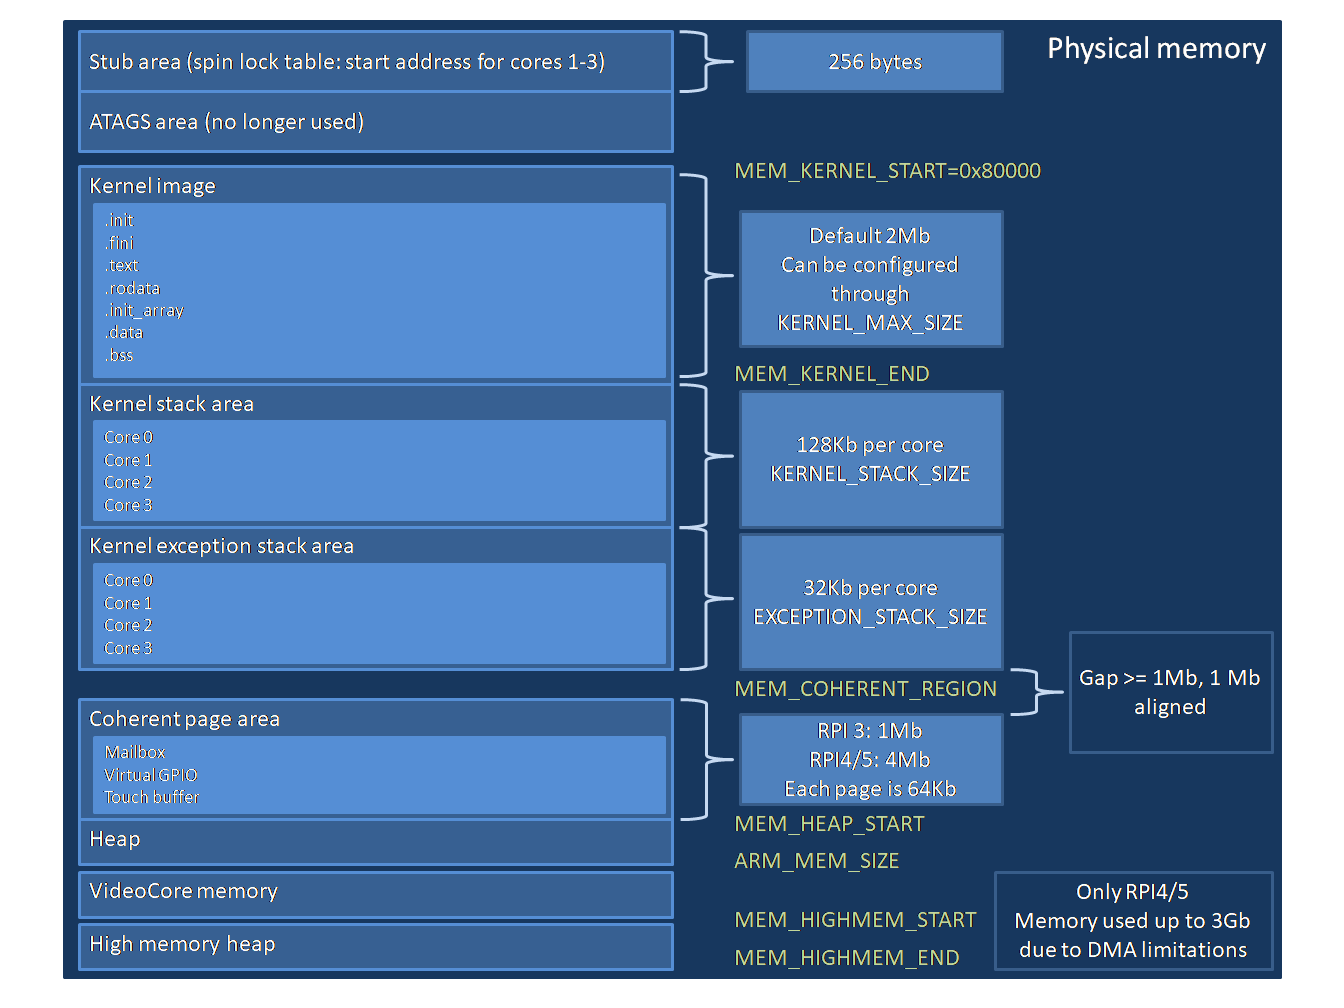 Physical memory
Stub area (spin lock table: start address for cores 1-3)
256 bytes
ATAGS area (no longer used)
MEM_KERNEL_START=0x80000
Kernel image
.init
.fini
.text
.rodata
.init_array
.data
.bss
Default 2Mb
Can be configured
through
KERNEL_MAX_SIZE
MEM_KERNEL_END
Kernel stack area
Core 0
Core 1
Core 2
Core 3
128Kb per core
KERNEL_STACK_SIZE
Kernel exception stack area
Core 0
Core 1
Core 2
Core 3
32Kb per core
EXCEPTION_STACK_SIZE
MEM_COHERENT_REGION
Gap >= 1Mb, 1 Mb
aligned
Coherent page area
Mailbox
Virtual GPIO
Touch buffer
RPI 3: 1Mb
RPI4/5: 4Mb
Each page is 64Kb
MEM_HEAP_START
Heap
ARM_MEM_SIZE
VideoCore memory
MEM_HIGHMEM_START
High memory heap
MEM_HIGHMEM_END
Only RPI4/5
Memory used up to 3Gb
due to DMA limitations